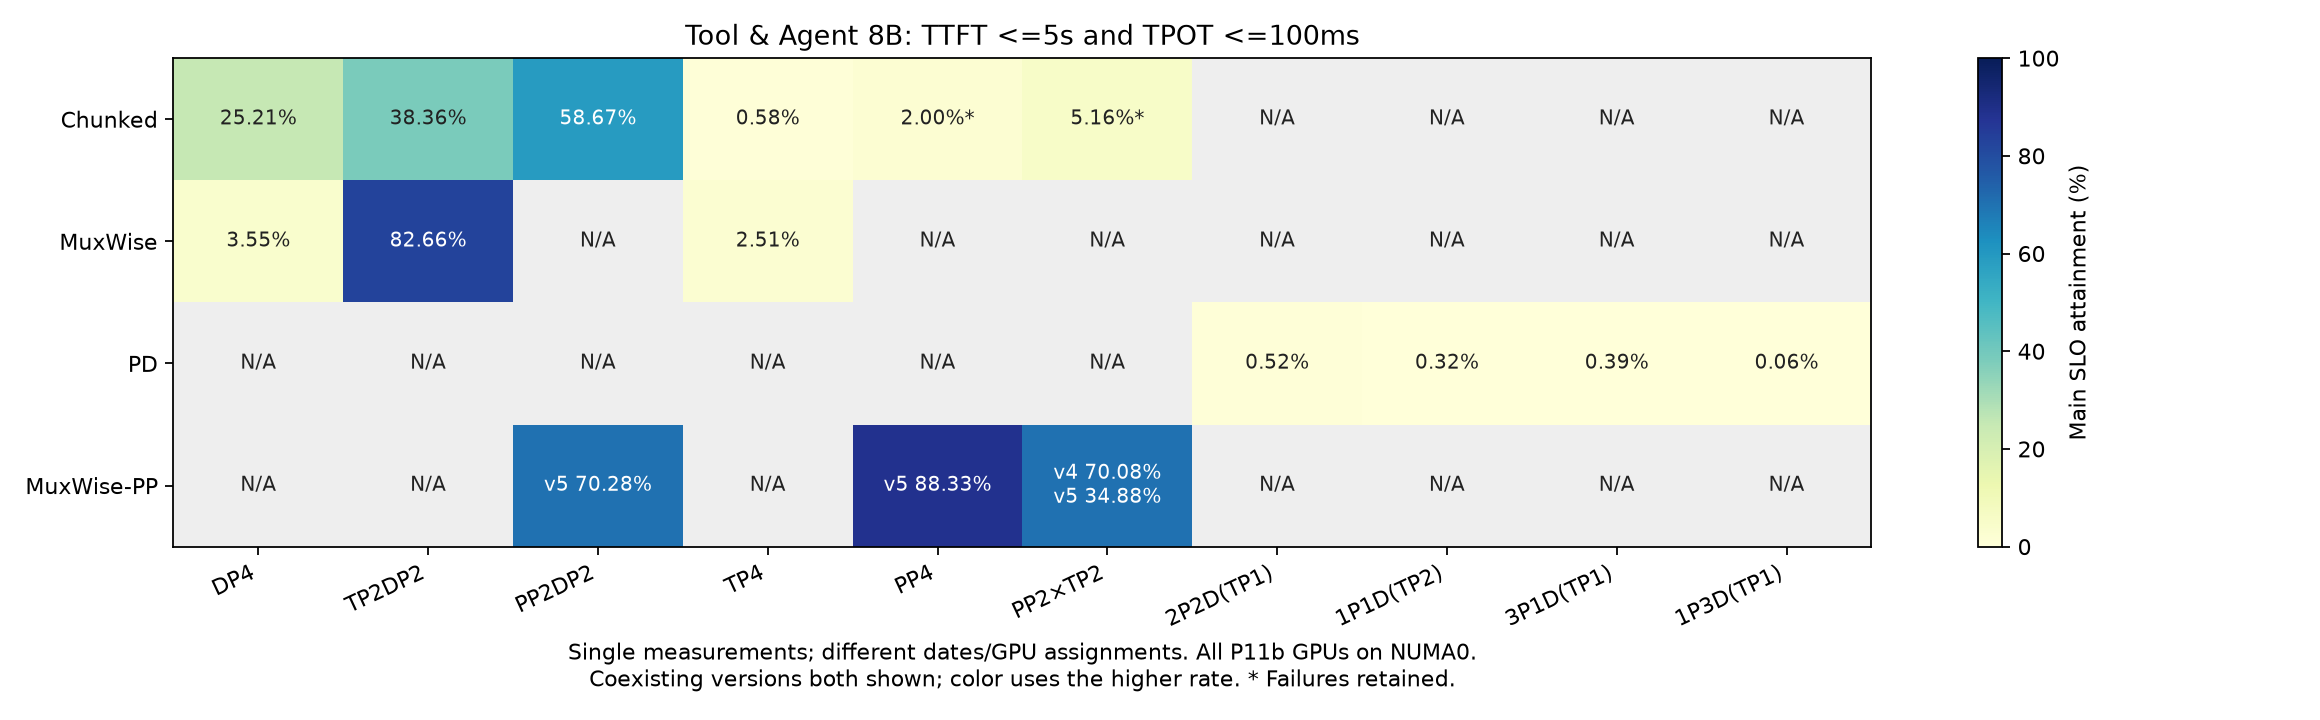 Tool & Agent 8B: TTFT <=5s and TPOT <=100ms
Chunked 25.21% 38.36% 58.67% 0.58% 2.00%* 5.16%* N/A N/A N/A N/A
MuxWise 3.55% 82.66% N/A 2.51% N/A N/A N/A N/A N/A N/A
PD N/A N/A N/A N/A N/A N/A 0.52% 0.32% 0.39% 0.06%
MuxWise-PP N/A N/A v5 70.28% N/A v5 88.33% v4 70.08% v5 34.88% N/A N/A N/A N/A
DP4 TP2DP2 PP2DP2 TP4 PP4 PP2×TP2 2P2D(TP1) 1P1D(TP2) 3P1D(TP1) 1P3D(TP1)
100
80
60
40
20
0
Main SLO attainment (%)
Single measurements; different dates/GPU assignments. All P11b GPUs on NUMA0.
Coexisting versions both shown; color uses the higher rate. * Failures retained.